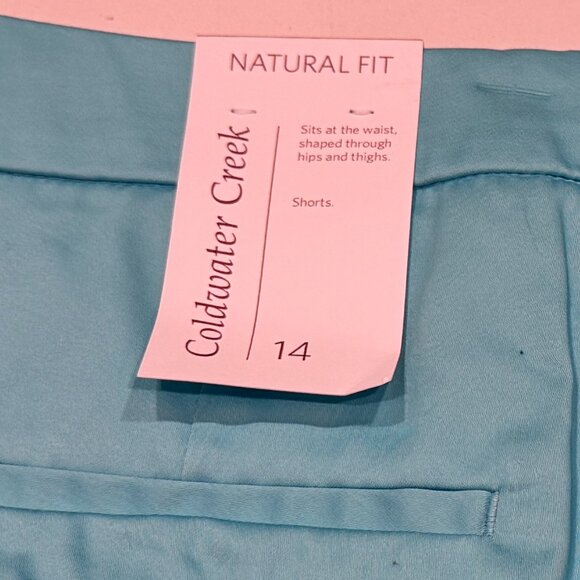 NATURAL FIT
Coldwater Creek
Sits at the waist,
shaped through
hips and thighs.
Shorts.
14